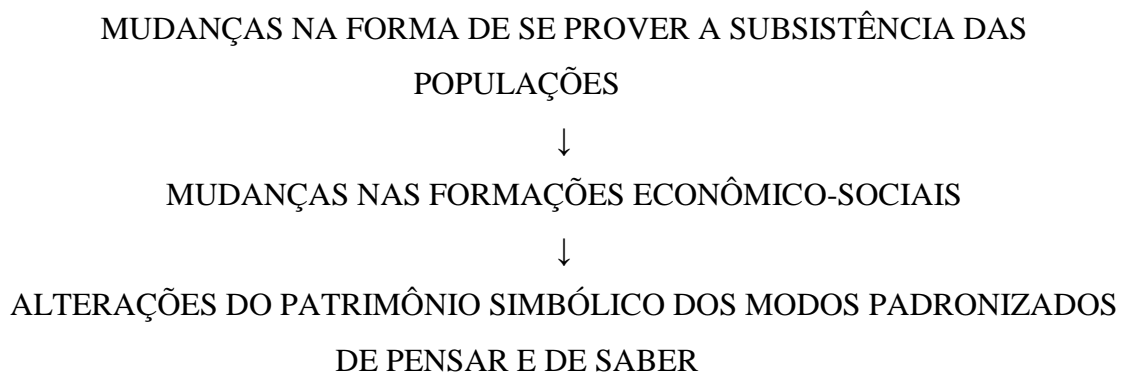 MUDANÇAS NA FORMA DE SE PROVER A SUBSISTÊNCIA DAS
POPULAÇÕES
↓
MUDANÇAS NAS FORMAÇÕES ECONÔMICO-SOCIAIS
↓
ALTERAÇÕES DO PATRIMÔNIO SIMBÓLICO DOS MODOS PADRONIZADOS
DE PENSAR E DE SABER